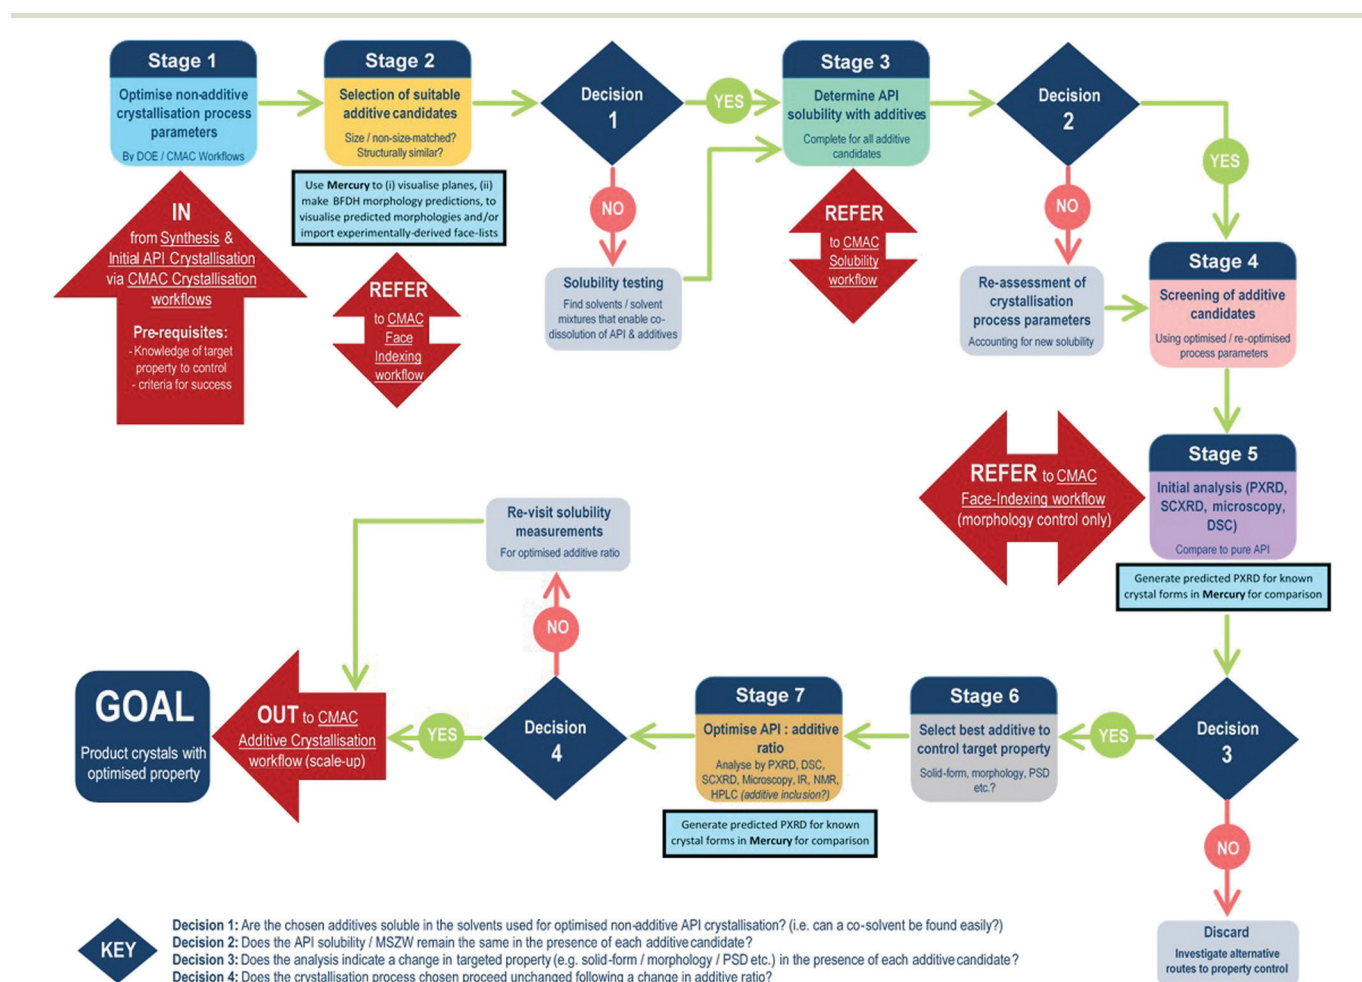 Stage 1
Optimise non-additive
crystallisation process
parameters
By DOE / CMAC Workflows
Stage 2
Selection of suitable
additive candidates
Size / non-size-matched?
Structurally similar?
Use Mercury to (i) visualise planes, (ii)
make BFDH morphology predictions, to
visualise predicted morphologies and/or
import experimentally-derived face-lists
Decision
1
YES
NO
Solubility testing
Find solvents / solvent
mixtures that enable co-
dissolution of API & additives
Stage 3
Determine API
solubility with additives
Complete for all additive
candidates
Decision
2
YES
NO
Re-assessment of
crystallisation
process parameters
Accounting for new solubility
IN
from Synthesis &
Initial API Crystallisation
via CMAC Crystallisation
workflows
Pre-requisites:
- Knowledge of target
property to control
- criteria for success
REFER
to CMAC
Face
Indexing
workflow
REFER
to CMAC
Solubility
workflow
Stage 4
Screening of additive
candidates
Using optimised / re-optimised
process parameters
Stage 5
Initial analysis (PXRD,
SCXRD, microscopy,
DSC)
Compare to pure API
REFER to CMAC
Face-Indexing workflow
(morphology control only)
Generate predicted PXRD for known
crystal forms in Mercury for comparison
Decision
3
YES
NO
Discard
Investigate alternative
routes to property control
Stage 6
Select best additive to
control target property
Solid-form, morphology, PSD
etc.?
Stage 7
Optimise API : additive
ratio
Analyse by PXRD, DSC,
SCXRD, Microscopy, IR, NMR,
HPLC (additive inclusion?)
Generate predicted PXRD for known
crystal forms in Mercury for comparison
Decision
4
NO
YES
Re-visit solubility
measurements
For optimised additive ratio
OUT to CMAC
Additive Crystallisation
workflow (scale-up)
GOAL
Product crystals with
optimised property
KEY
Decision 1: Are the chosen additives soluble in the solvents used for optimised non-additive API crystallisation? (i.e. can a co-solvent be found easily?)
Decision 2: Does the API solubility / MSZW remain the same in the presence of each additive candidate?
Decision 3: Does the analysis indicate a change in targeted property (e.g. solid-form / morphology / PSD etc.) in the presence of each additive candidate?
Decision 4: Does the crystallisation process chosen proceed unchanged following a change in additive ratio?